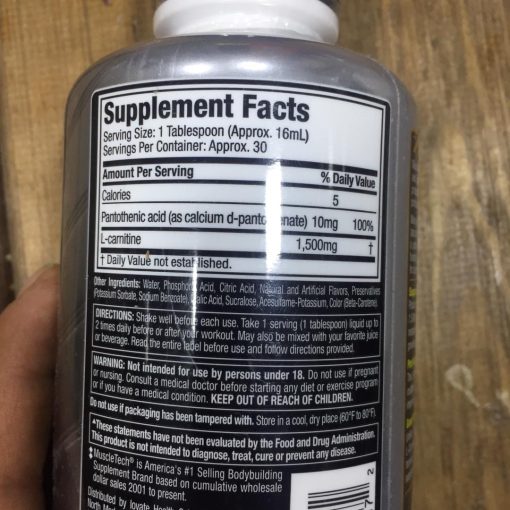 Supplement Facts
Serving Size: 1 Tablespoon (Approx. 16mL)
Servings Per Container: Approx. 30
Amount Per Serving % Daily Value
Calories 5
Pantothenic acid (as calcium d-pantothenate) 10mg 100%
L-carnitine 1,500mg †
† Daily Value not established.
Other Ingredients: Water, Phosphoric Acid, Citric Acid, Natural and Artificial Flavors, Preservatives
(Potassium Sorbate, Sodium Benzoate), Malic Acid, Sucralose, Acesulfame-Potassium, Color (Beta-Carotene).
DIRECTIONS: Shake well before each use. Take 1 serving (1 tablespoon) liquid up to
2 times daily before or after your workout. May also be mixed with your favorite juice
or beverage. Read the entire label before use and follow directions provided.
WARNING: Not intended for use by persons under 18. Do not use if pregnant
or nursing. Consult a medical doctor before starting any diet or exercise program
or if you have a medical condition. KEEP OUT OF REACH OF CHILDREN.
Do not use if packaging has been tampered with. Store in a cool, dry place (60°F to 80°F).
*These statements have not been evaluated by the Food and Drug Administration.
This product is not intended to diagnose, treat, cure or prevent any disease.
‡MuscleTech® is America's #1 Selling Bodybuilding
Supplement Brand based on cumulative wholesale
dollar sales 2001 to present.
Distributed by Iovate Health
North
7
2